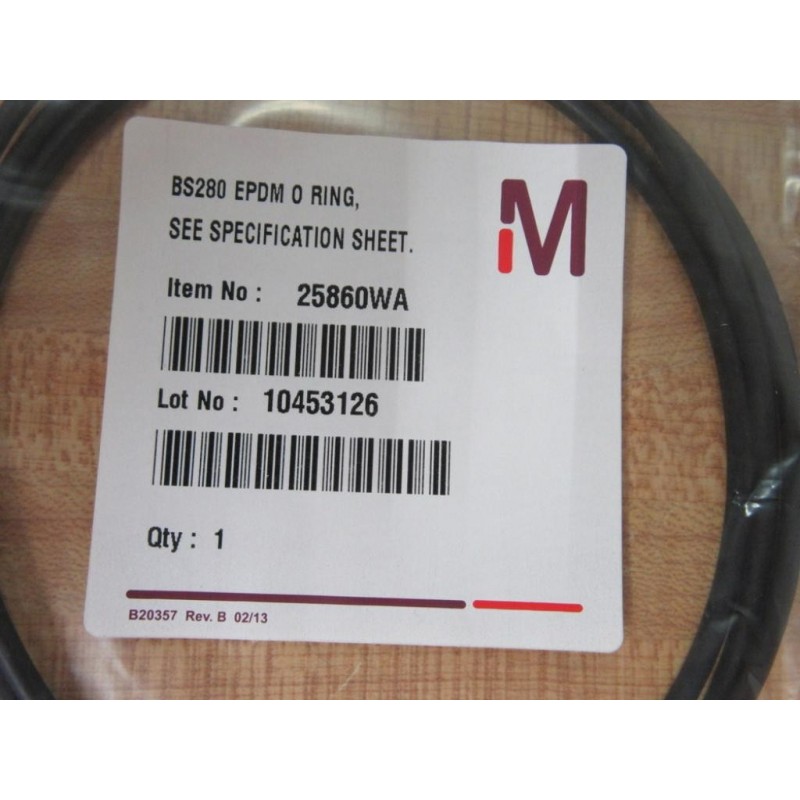 BS280 EPDM O RING,
SEE SPECIFICATION SHEET.
M
Item No : 25860WA
Lot No : 10453126
Qty : 1
B20357 Rev. B 02/13